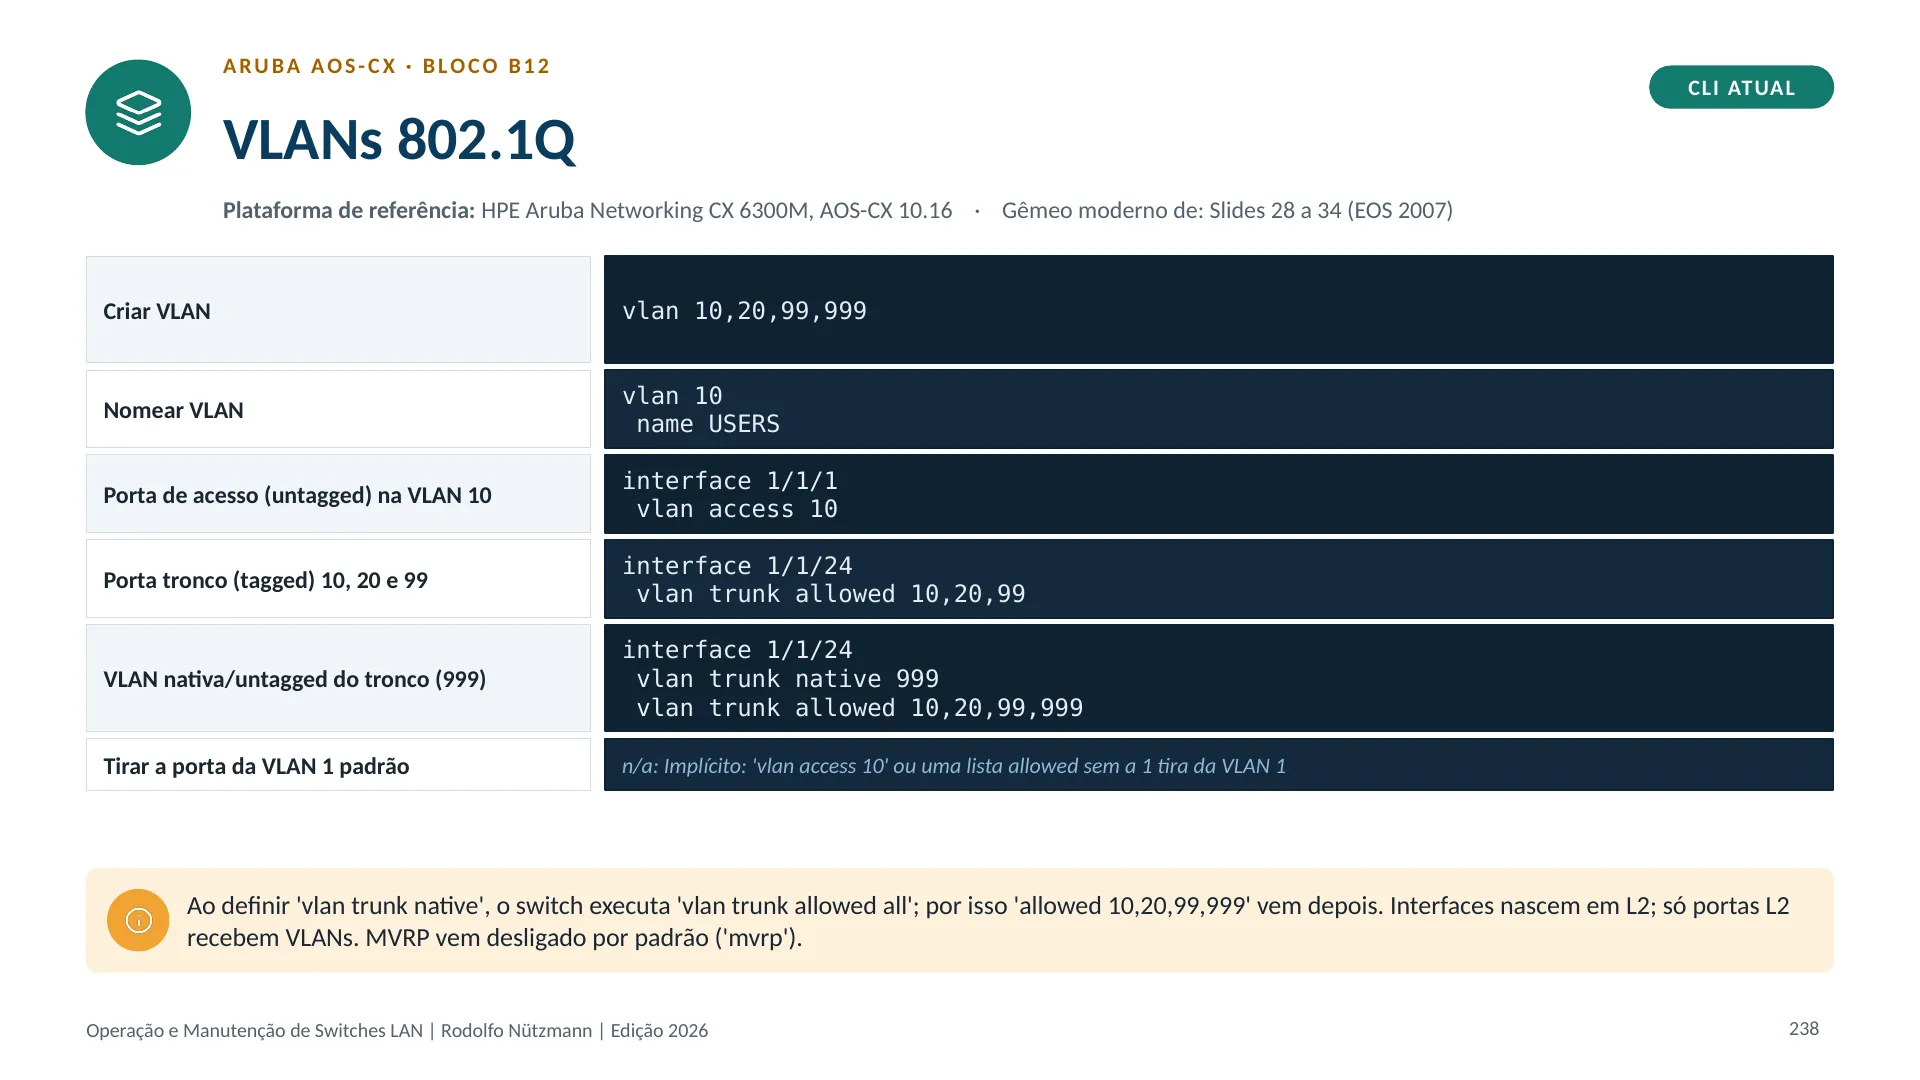 ARUBA AOS-CX · BLOCO B12
CLI ATUAL
VLANs 802.1Q
Plataforma de referência: HPE Aruba Networking CX 6300M, AOS-CX 10.16 · Gêmeo moderno de: Slides 28 a 34 (EOS 2007)
Criar VLAN
vlan 10,20,99,999
Nomear VLAN
vlan 10
 name USERS
Porta de acesso (untagged) na VLAN 10
interface 1/1/1
 vlan access 10
Porta tronco (tagged) 10, 20 e 99
interface 1/1/24
 vlan trunk allowed 10,20,99
VLAN nativa/untagged do tronco (999)
interface 1/1/24
 vlan trunk native 999
 vlan trunk allowed 10,20,99,999
Tirar a porta da VLAN 1 padrão
n/a: Implícito: 'vlan access 10' ou uma lista allowed sem a 1 tira da VLAN 1
Ao definir 'vlan trunk native', o switch executa 'vlan trunk allowed all'; por isso 'allowed 10,20,99,999' vem depois. Interfaces nascem em L2; só portas L2
recebem VLANs. MVRP vem desligado por padrão ('mvrp').
Operação e Manutenção de Switches LAN | Rodolfo Nützmann | Edição 2026
238